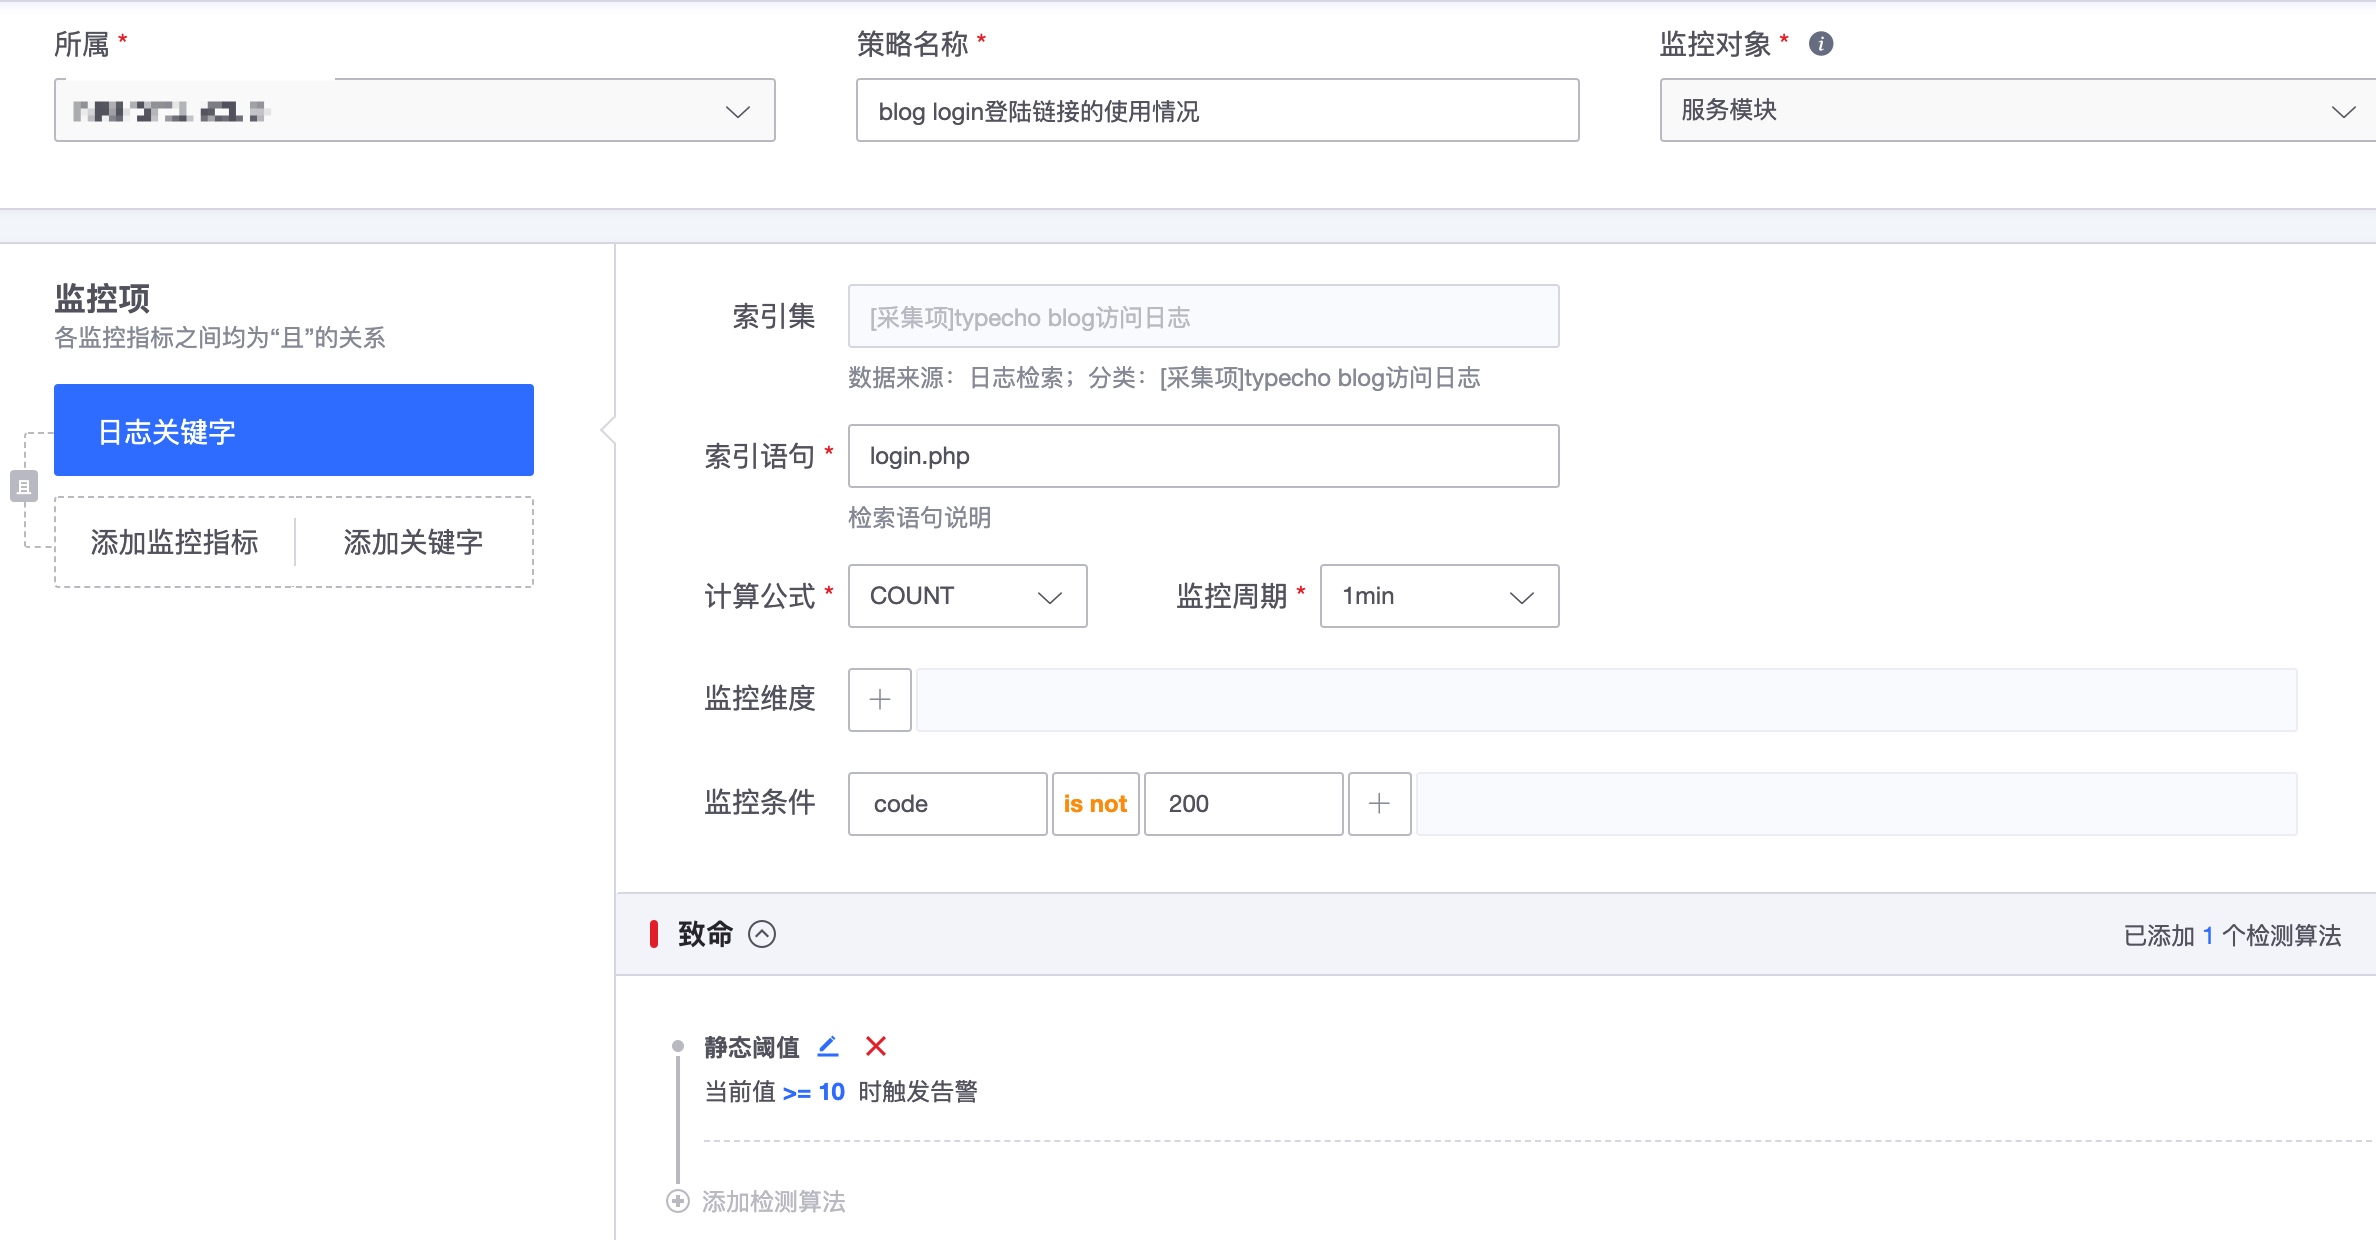 所属 *
策略名称 *
监控对象 *
blog login登陆链接的使用情况
服务模块
监控项
各监控指标之间均为“且”的关系
日志关键字
且
添加监控指标
添加关键字
索引集
[采集项]typecho blog访问日志
数据来源：日志检索；分类：[采集项]typecho blog访问日志
索引语句 *
login.php
检索语句说明
计算公式 *
COUNT
监控周期 *
1min
监控维度
监控条件
code
is not
200
致命
已添加 1 个检测算法
静态阈值
当前值 >= 10 时触发告警
添加检测算法